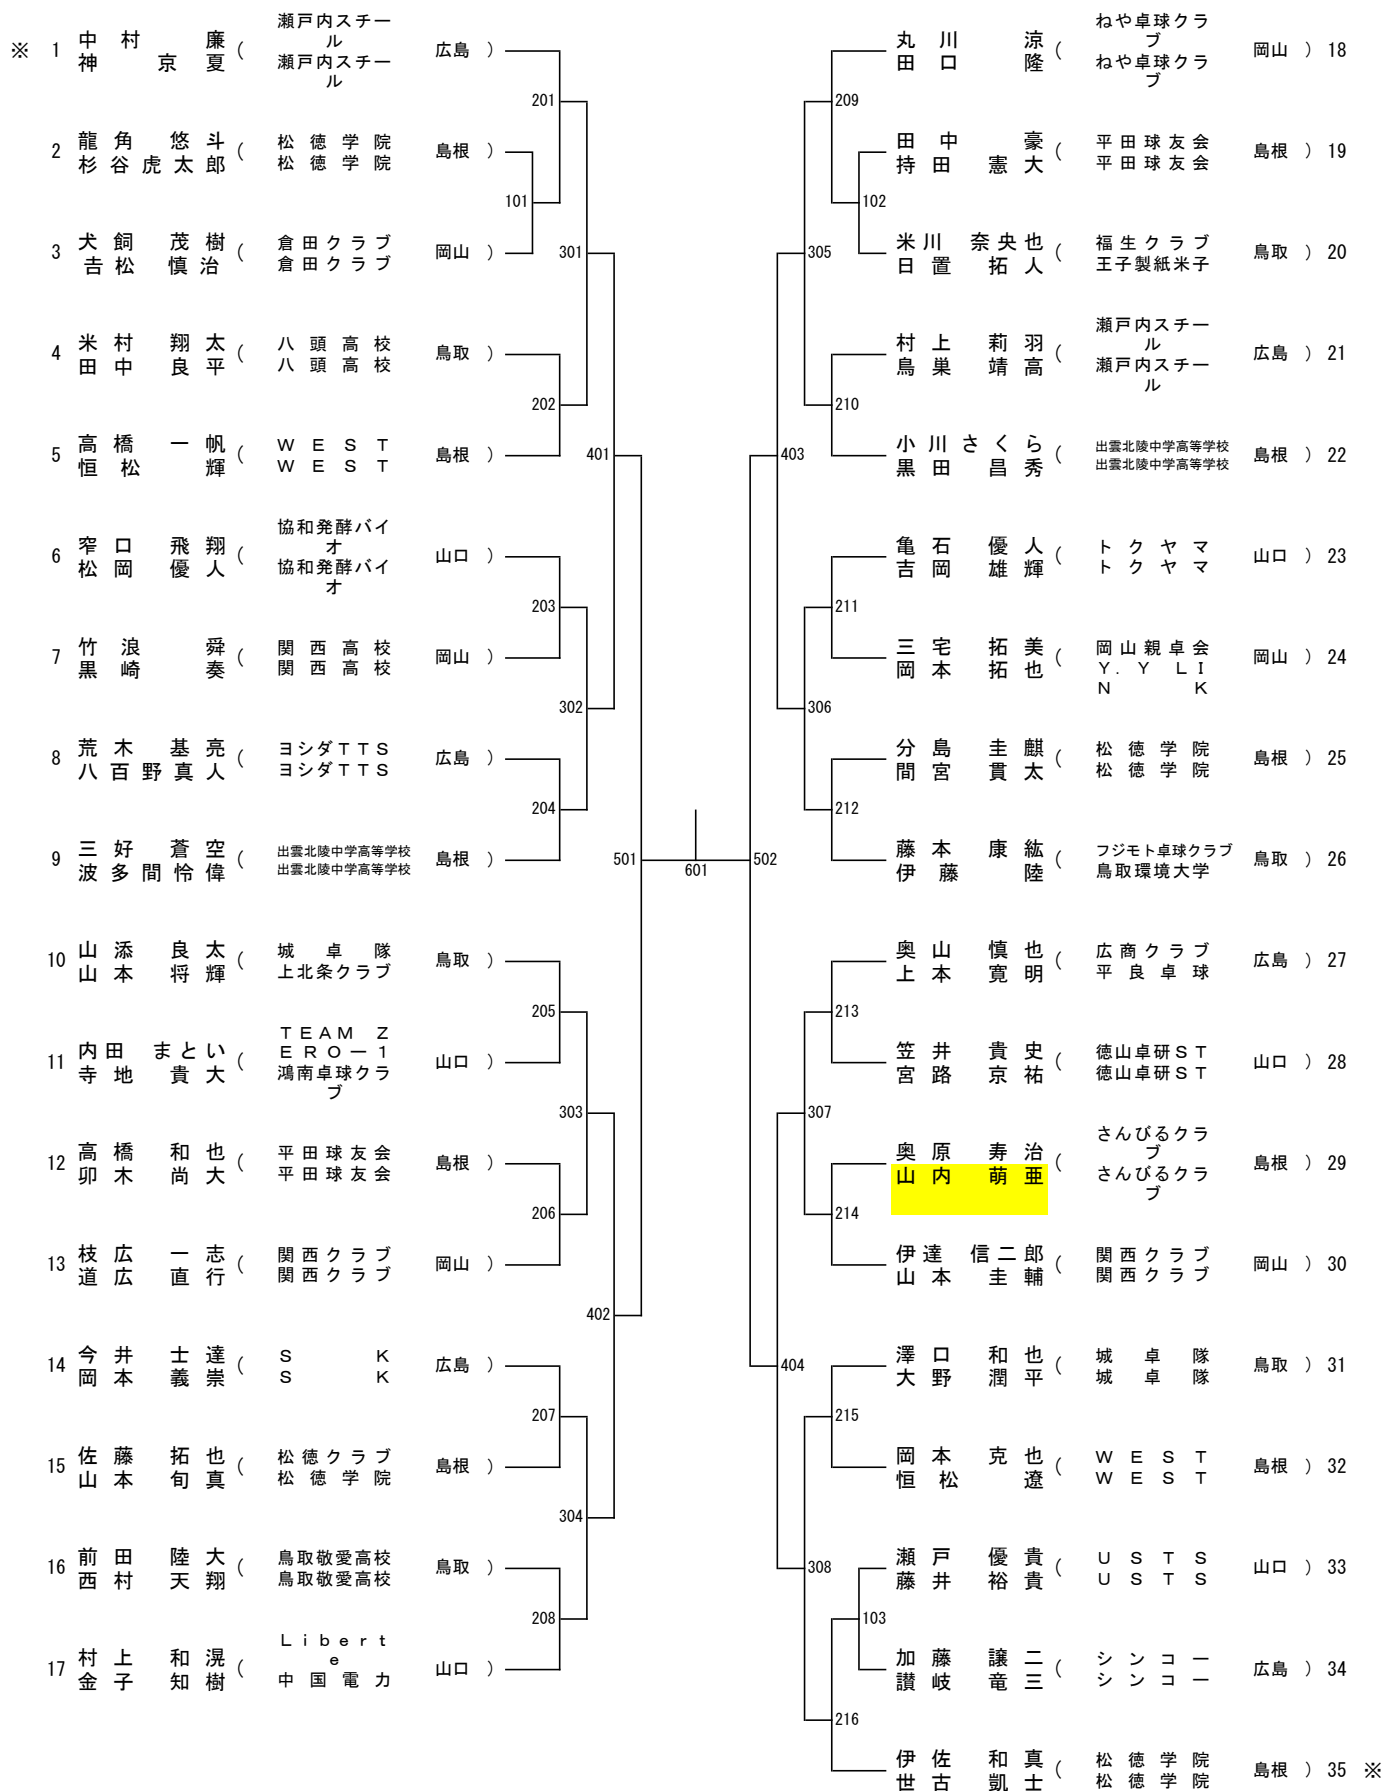 ※ 1 中村 廉 神 京夏 ( 瀬戸内スチール 瀬戸内スチール 広島 )
2 龍角 悠斗 杉谷虎太郎 ( 松徳学院 松徳学院 島根 )
3 犬飼 茂樹 吉松 慎治 ( 倉田クラブ 倉田クラブ 岡山 )
4 米村 翔太 田中 良平 ( 八頭高校 八頭高校 鳥取 )
5 高橋 一帆 恒松 輝 ( WEST WEST 島根 )
6 窄口 飛翔 松岡 優人 ( 協和発酵バイオ 協和発酵バイオ 山口 )
7 竹浪 舜 黒崎 奏 ( 関西高校 関西高校 岡山 )
8 荒木 基亮 八百野真人 ( ヨシダTTS ヨシダTTS 広島 )
9 三好 蒼空 波多間怜偉 ( 出雲北陵中学高等学校 出雲北陵中学高等学校 島根 )
10 山添 良太 山本 将輝 ( 城卓隊 上北条クラブ 鳥取 )
11 内田 まとい 寺地 貴大 ( TEAM ZERO－1 鴻南卓球クラブ 山口 )
12 高橋 和也 卯木 尚大 ( 平田球友会 平田球友会 島根 )
13 枝広 一志 道広 直行 ( 関西クラブ 関西クラブ 岡山 )
14 今井 士達 岡本 義崇 ( SK SK 広島 )
15 佐藤 拓也 山本 旬真 ( 松徳クラブ 松徳学院 島根 )
16 前田 陸大 西村 天翔 ( 鳥取敬愛高校 鳥取敬愛高校 鳥取 )
17 村上 和滉 金子 知樹 ( Liberte 中国電力 山口 )
201
101
301
202
401
203
302
204
501
205
303
206
402
207
304
208
601
丸川 涼 田口 隆 ( ねや卓球クラブ ねや卓球クラブ 岡山 ) 18
田中 豪 持田 憲大 ( 平田球友会 平田球友会 島根 ) 19
米川 奈央也 日置 拓人 ( 福生クラブ 王子製紙米子 鳥取 ) 20
村上 莉羽 鳥巣 靖高 ( 瀬戸内スチール 瀬戸内スチール 広島 ) 21
小川さくら 黒田 昌秀 ( 出雲北陵中学高等学校 出雲北陵中学高等学校 島根 ) 22
亀石 優人 吉岡 雄輝 ( トクヤマ トクヤマ 山口 ) 23
三宅 拓美 岡本 拓也 ( 岡山親卓会 Y.Y LINK 岡山 ) 24
分島 圭麒 間宮 貫太 ( 松徳学院 松徳学院 島根 ) 25
藤本 康紘 伊藤 陸 ( フジモト卓球クラブ 鳥取環境大学 鳥取 ) 26
奥山 慎也 上本 寛明 ( 広商クラブ 平良卓球 広島 ) 27
笠井 貴史 宮路 京祐 ( 徳山卓研ST 徳山卓研ST 山口 ) 28
奥原 寿治 山内 萌亜 ( さんびるクラブ さんびるクラブ 島根 ) 29
伊達 信二郎 山本 圭輔 ( 関西クラブ 関西クラブ 岡山 ) 30
澤口 和也 大野 潤平 ( 城卓隊 城卓隊 鳥取 ) 31
岡本 克也 恒松 遼 ( WEST WEST 島根 ) 32
瀬戸 優貴 藤井 裕貴 ( USTS USTS 山口 ) 33
加藤 譲二 讃岐 竜三 ( シンコー シンコー 広島 ) 34
伊佐 和真 世古 凱士 ( 松徳学院 松徳学院 島根 ) 35 ※
209
102
305
210
403
211
306
212
502
213
307
214
404
215
308
103
216